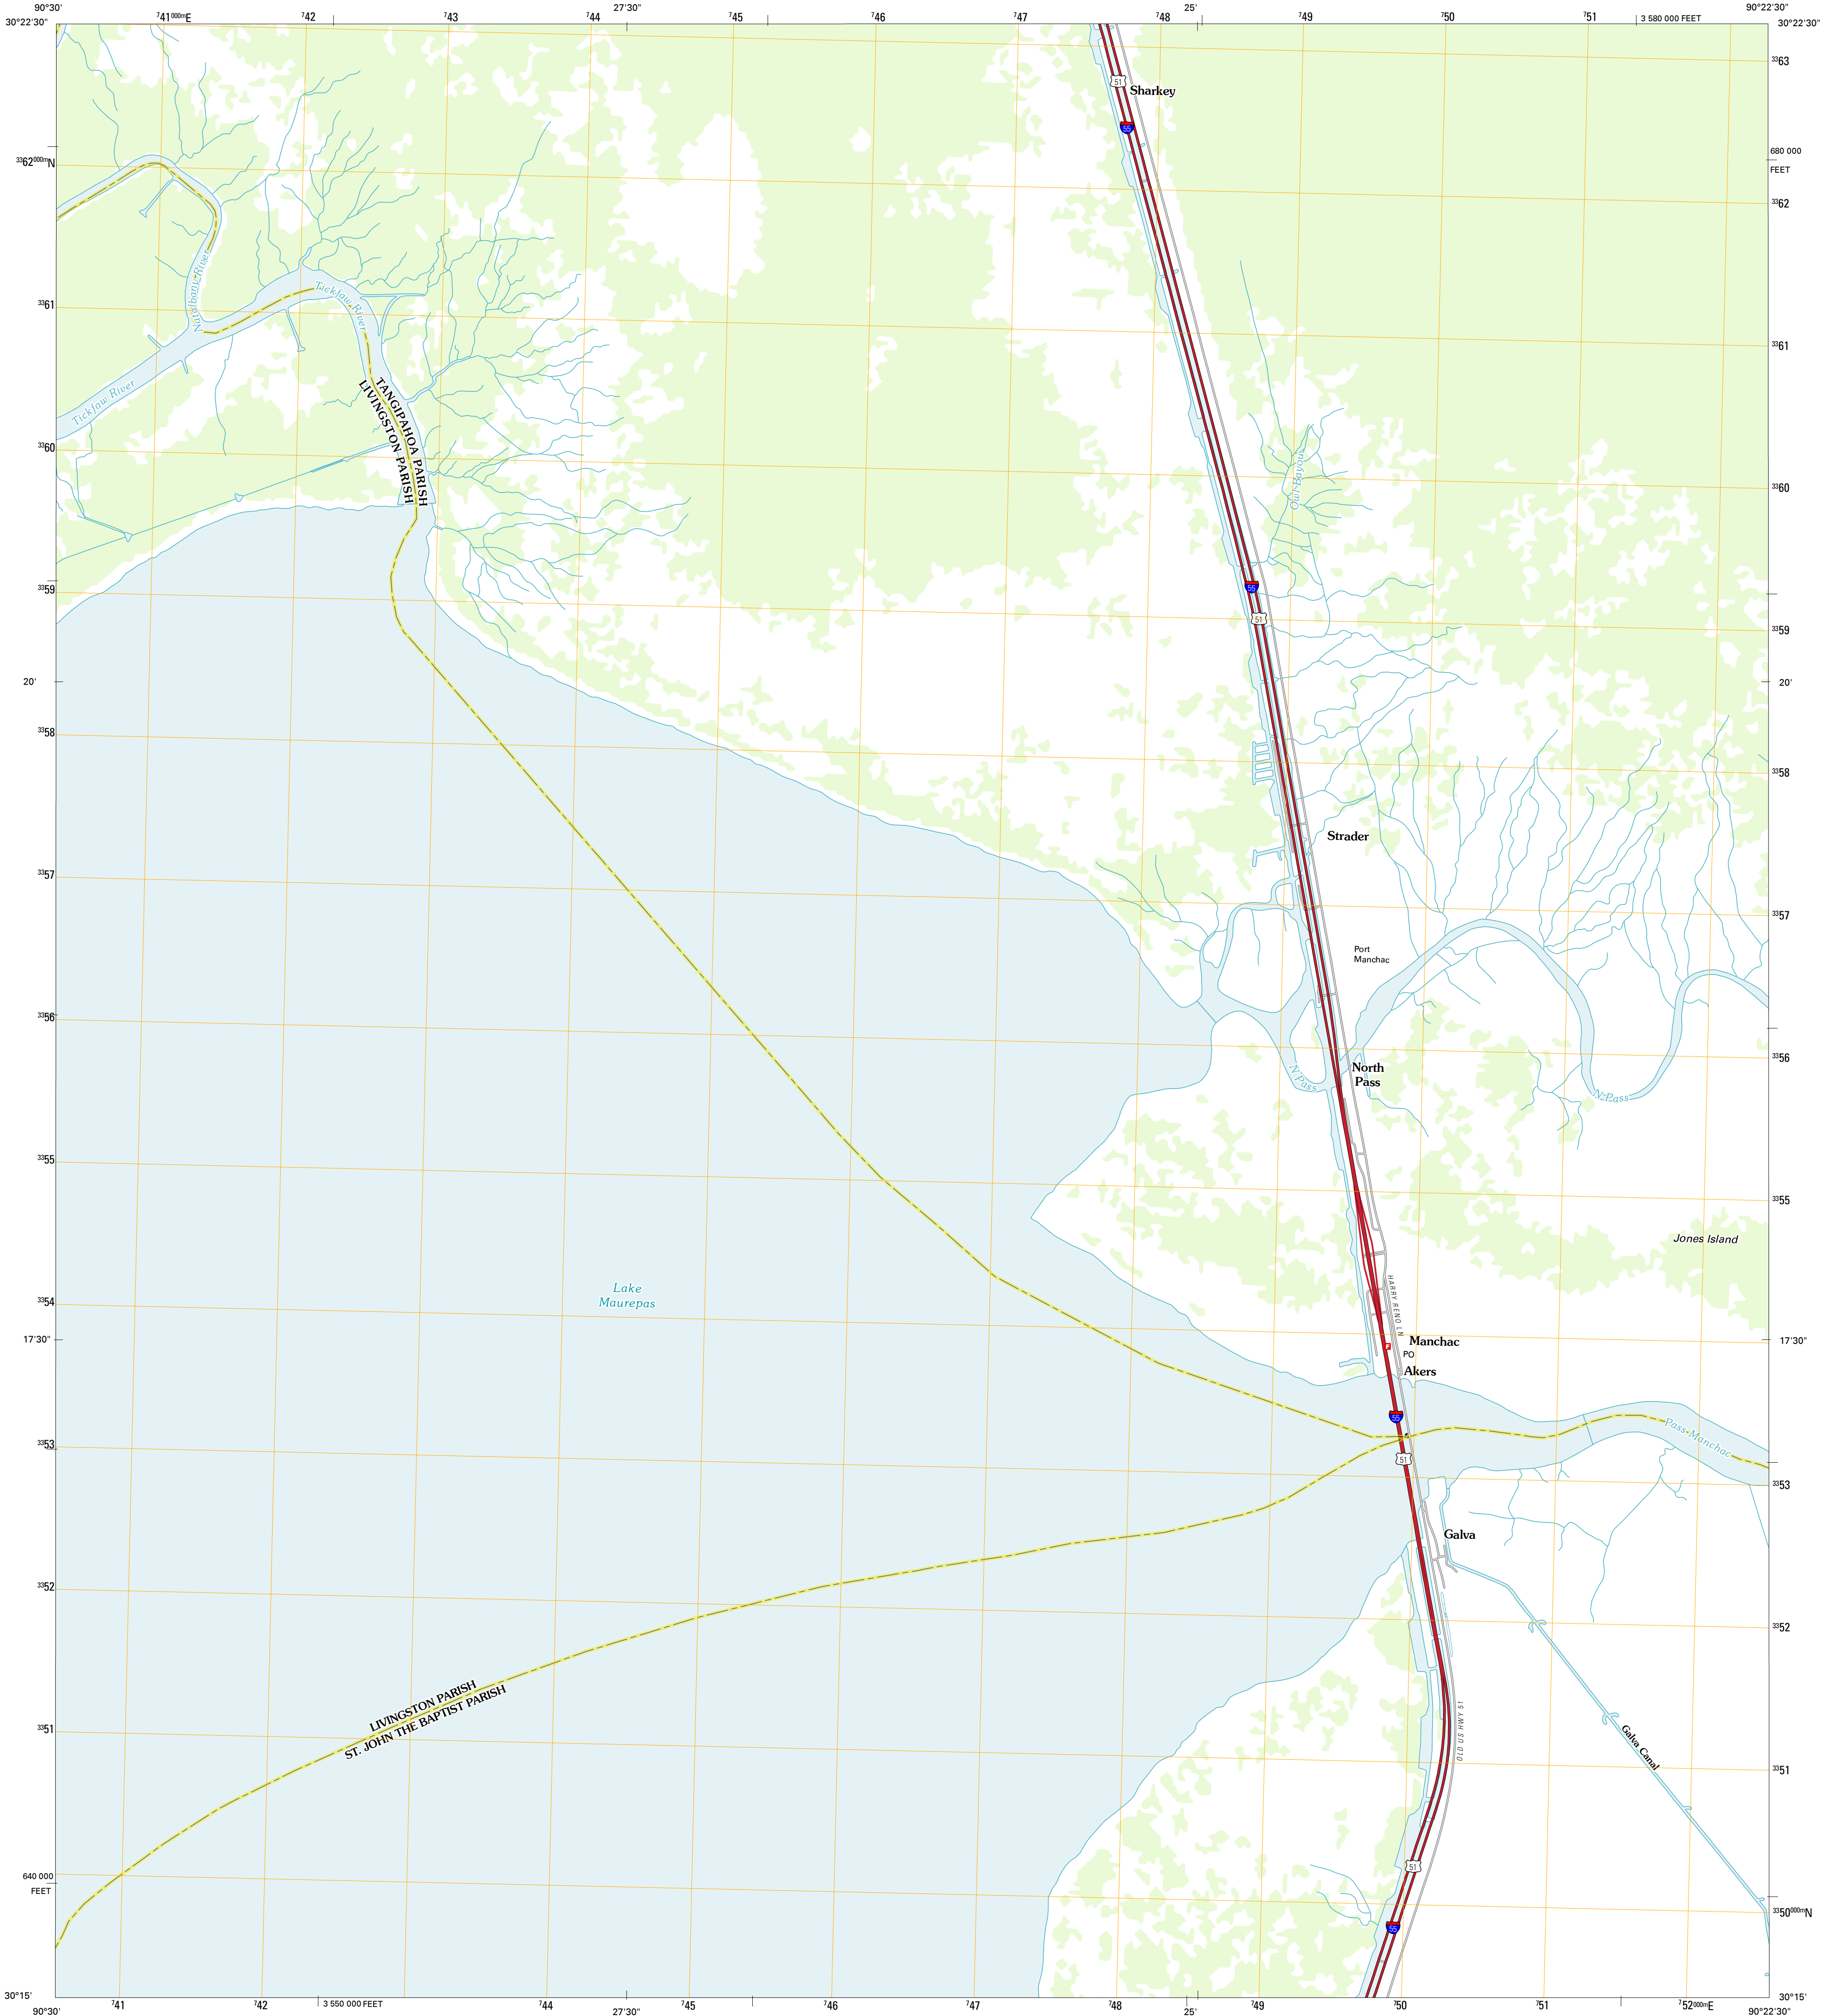 90°30' 741000mE 742 743 744 27'30" 745 746 747 748 25' 749 750 751 3 580 000 FEET 90°22'30"
30°22'30" 30°22'30"
3363
51 Sharkey
55
680 000
FEET
3362000mN
3362
Natalbany River
Tickfaw River
3361
3361
Tickfaw River
TANGIPAHOA PARISH
LIVINGSTON PARISH
3360
Owl Bayou
3360
3359
55
51
3359
20' 20'
3358
3358
Strader
3357
3357
Port
Manchac
3356
3356
North
Pass
N Pass
N Pass
3355
3355
Jones Island
Lake
Maurepas
HARRY RENO LN
3354
17'30" 17'30"
Manchac
PO
Akers
55
Pass Manchac
3353
51
3353
Galva
3352
3352
LIVINGSTON PARISH
ST. JOHN THE BAPTIST PARISH
3351
OLD US HWY 51
Galva Canal
3351
640 000
FEET
51
55
3350000mN
30°15' 30°15'
90°30' 741 742 3 550 000 FEET 744 27'30" 745 746 747 748 25' 749 750 751 752000mE 90°22'30"